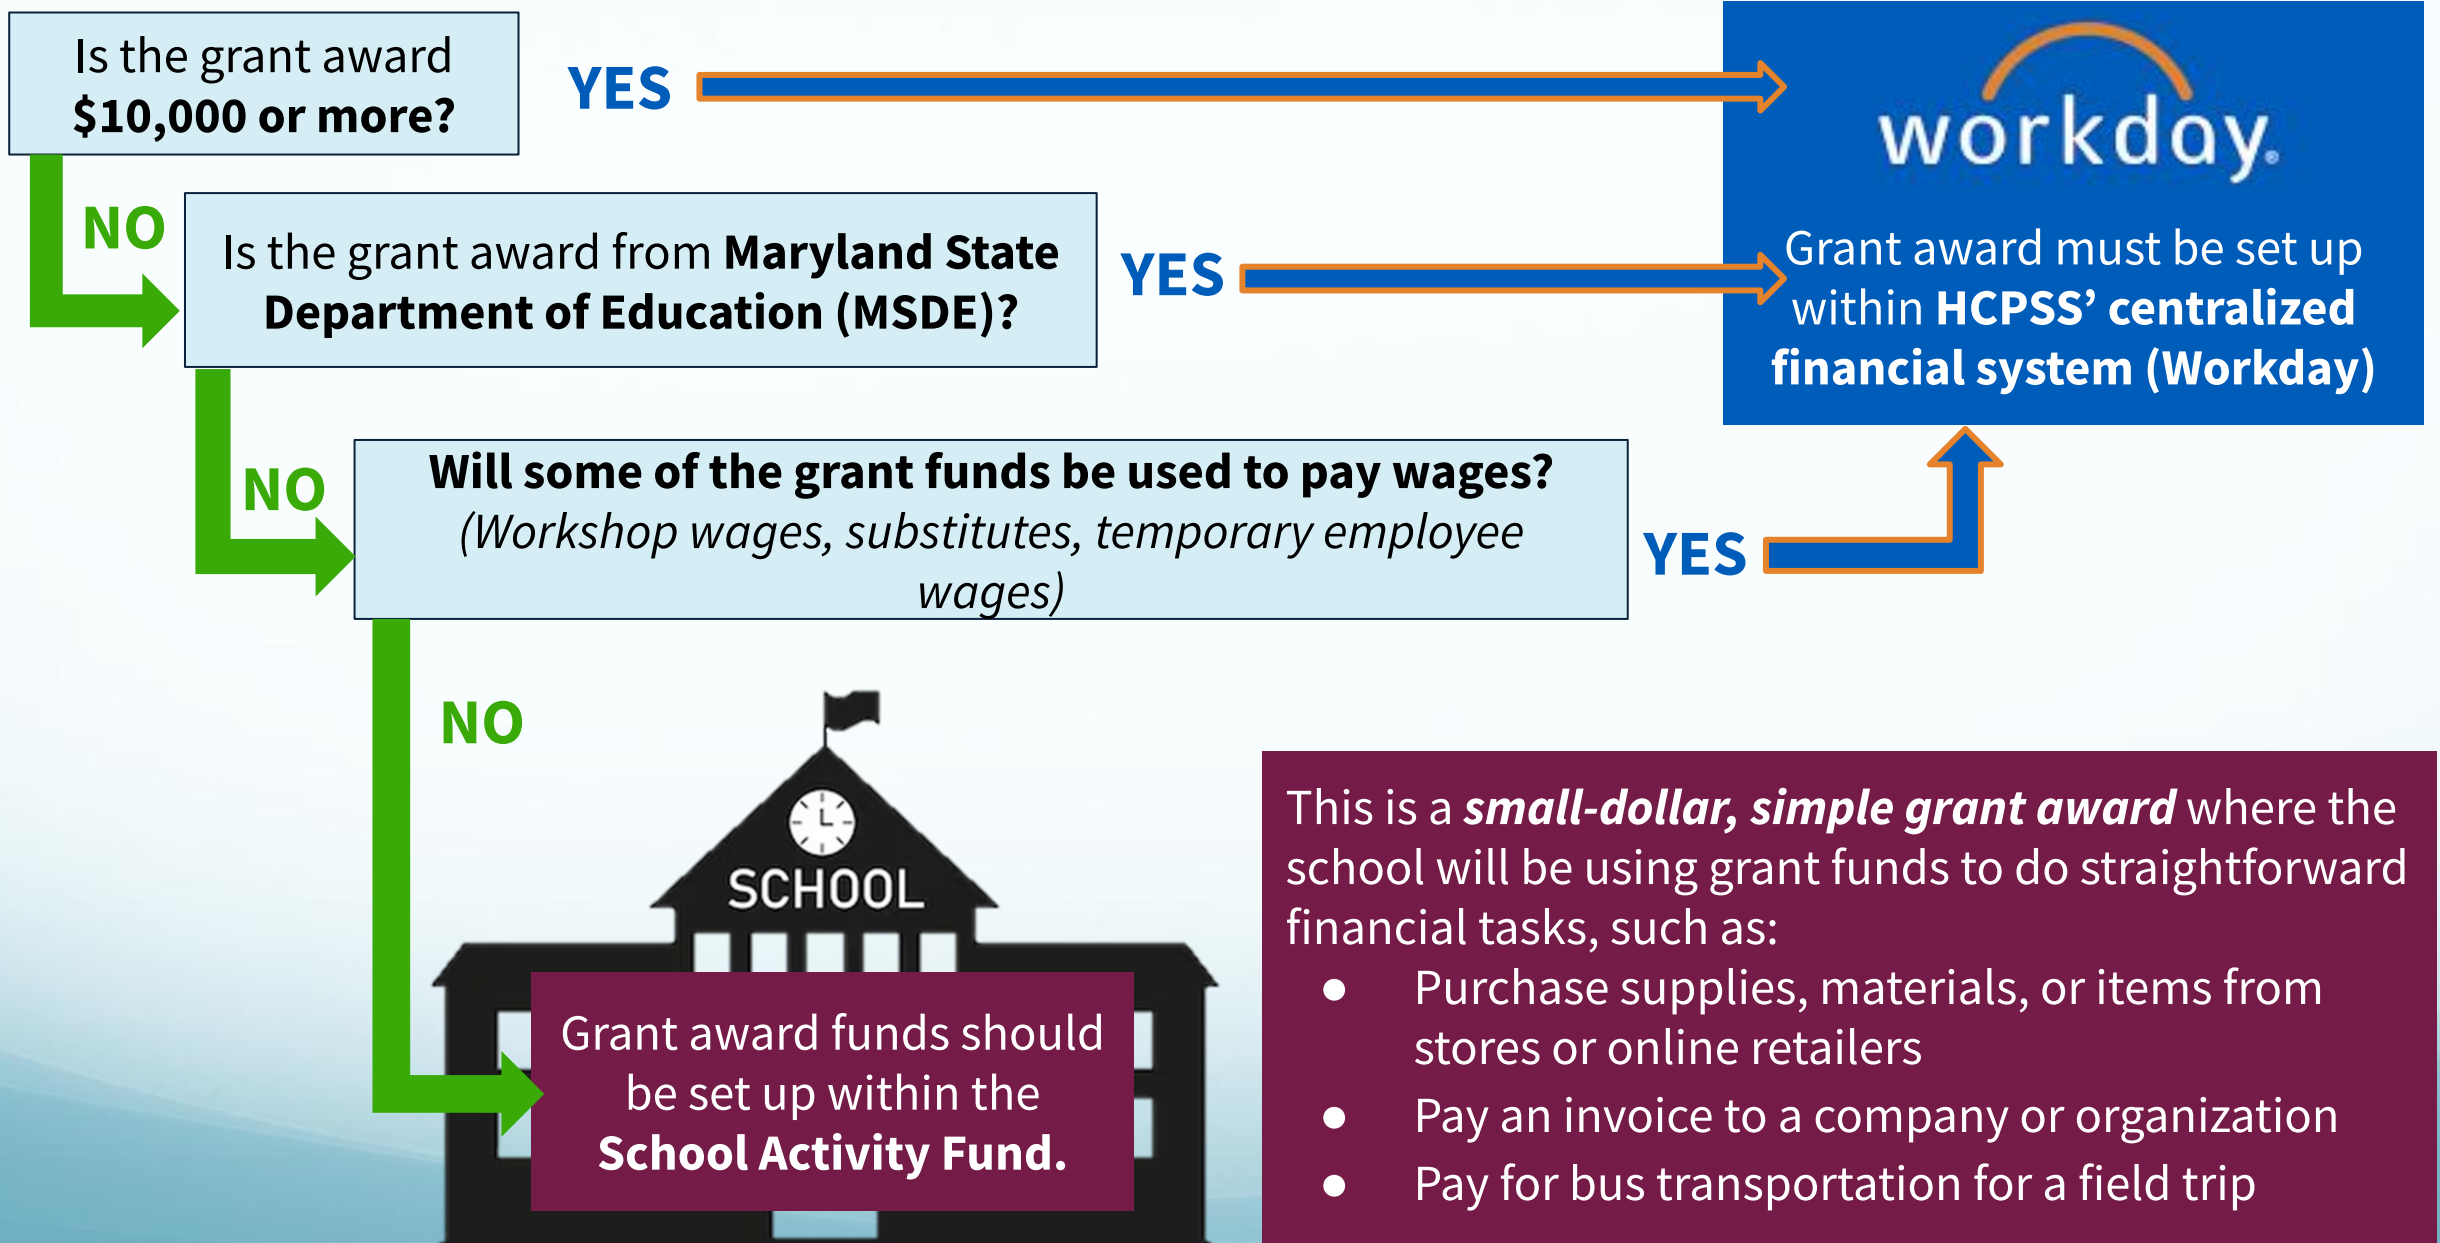 Is the grant award
$10,000 or more?
YES
workday®
NO
Is the grant award from Maryland State
Department of Education (MSDE)?
YES
Grant award must be set up
within HCPSS’ centralized
financial system (Workday)
NO
Will some of the grant funds be used to pay wages?
(Workshop wages, substitutes, temporary employee
wages)
YES
NO
SCHOOL
Grant award funds should
be set up within the
School Activity Fund.
This is a small-dollar, simple grant award where the
school will be using grant funds to do straightforward
financial tasks, such as:
● Purchase supplies, materials, or items from
stores or online retailers
● Pay an invoice to a company or organization
● Pay for bus transportation for a field trip